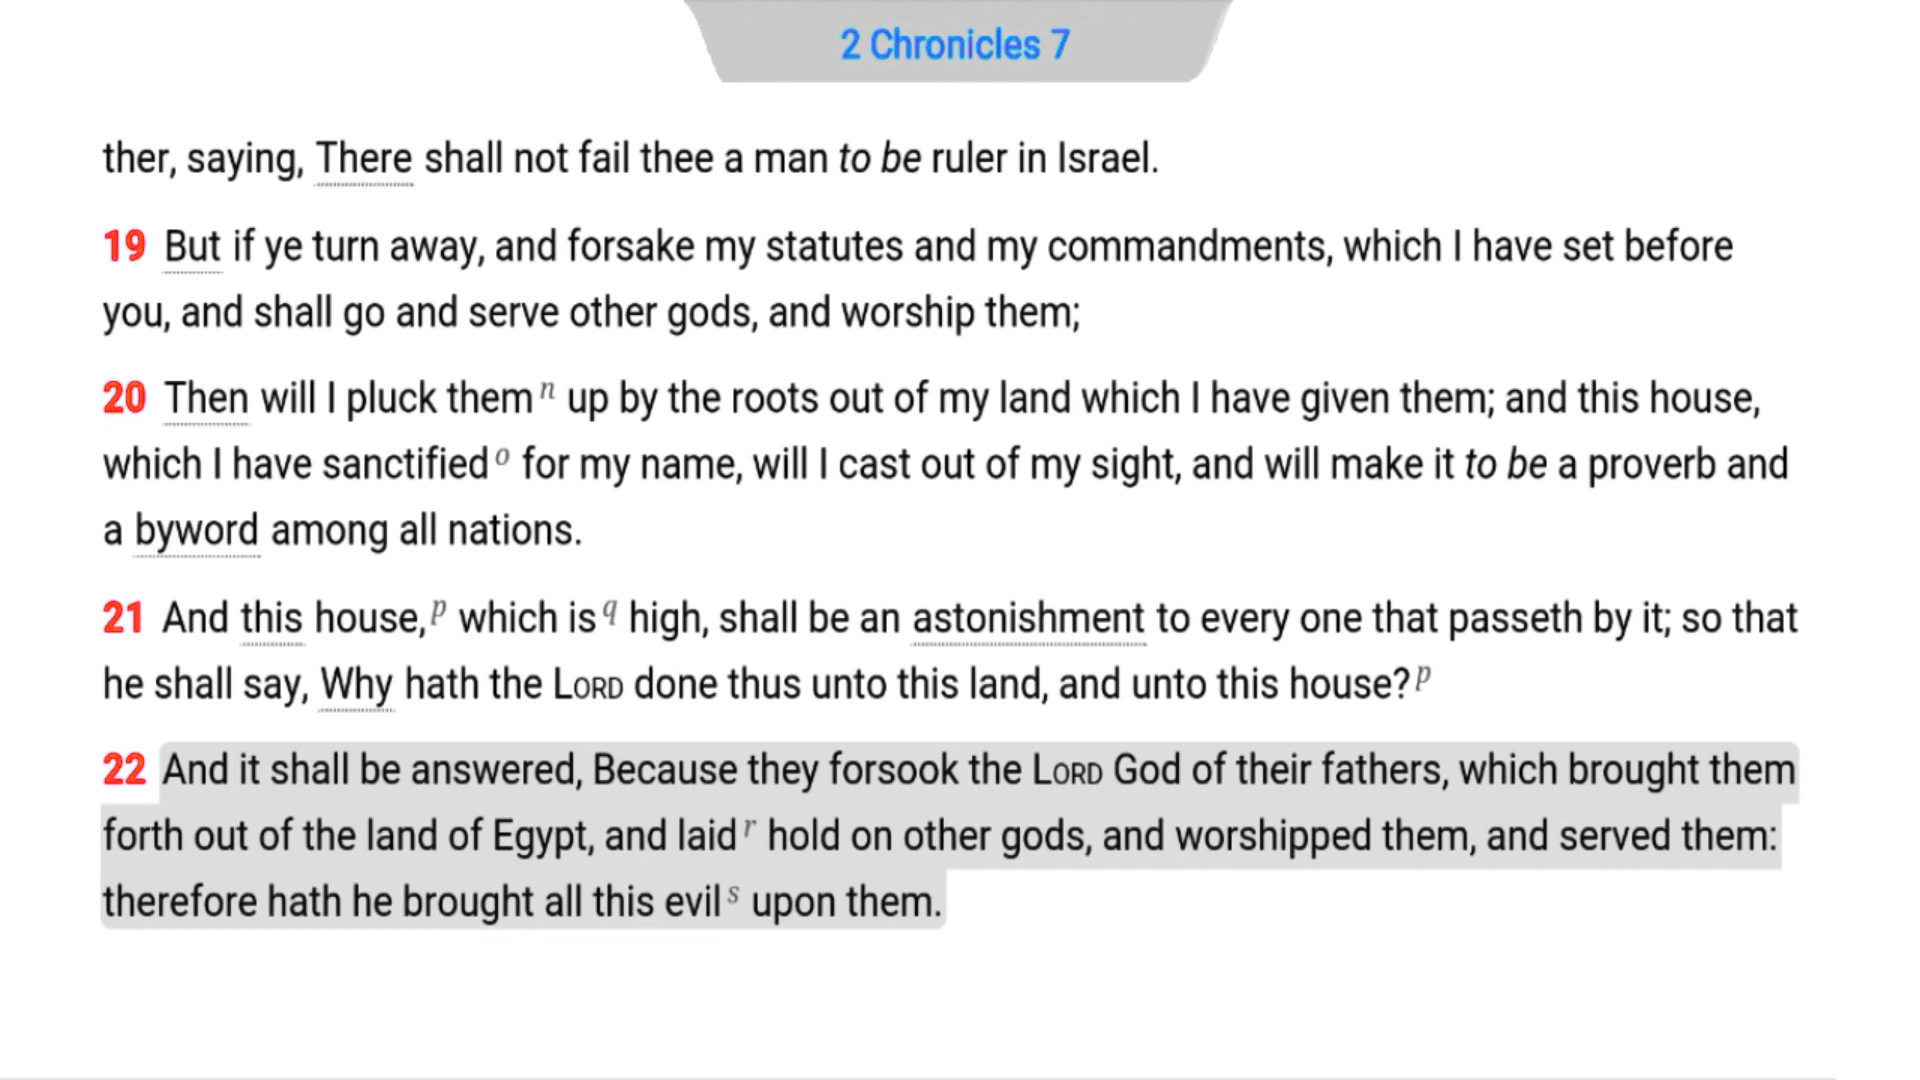 2 Chronicles 7
ther, saying, There shall not fail thee a man to be ruler in Israel.
19 But if ye turn away, and forsake my statutes and my commandments, which I have set before
you, and shall go and serve other gods, and worship them;
20 Then will I pluck them n up by the roots out of my land which I have given them; and this house,
which I have sanctified o for my name, will I cast out of my sight, and will make it to be a proverb and
a byword among all nations.
21 And this house, p which is q high, shall be an astonishment to every one that passeth by it; so that
he shall say, Why hath the LORD done thus unto this land, and unto this house? p
22 And it shall be answered, Because they forsook the LORD God of their fathers, which brought them
forth out of the land of Egypt, and laid r hold on other gods, and worshipped them, and served them:
therefore hath he brought all this evil s upon them.